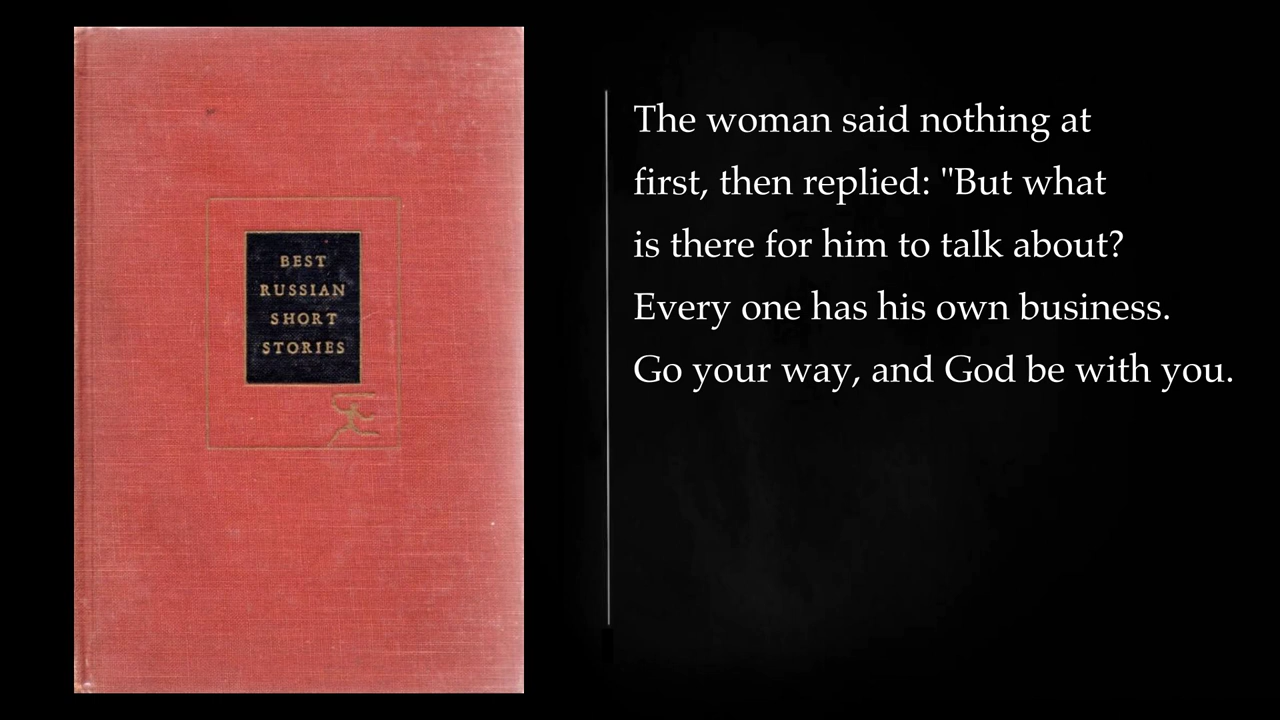 BEST
RUSSIAN
SHORT
STORIES
The woman said nothing at
first, then replied: "But what
is there for him to talk about?
Every one has his own business.
Go your way, and God be with you.